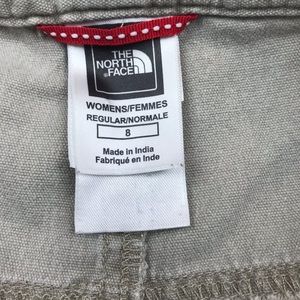 THE
NORTH
FACE
WOMENS/FEMMES
REGULAR/NORMALE
8
Made in India
Fabriqué en Inde